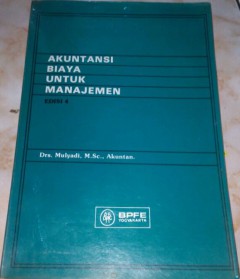 AKUNTANSI
BIAYA
UNTUK
MANAJEMEN
EDISI 4
Drs. Mulyadi, M.Sc., Akuntan.
BPFE
YOGYAKARTA